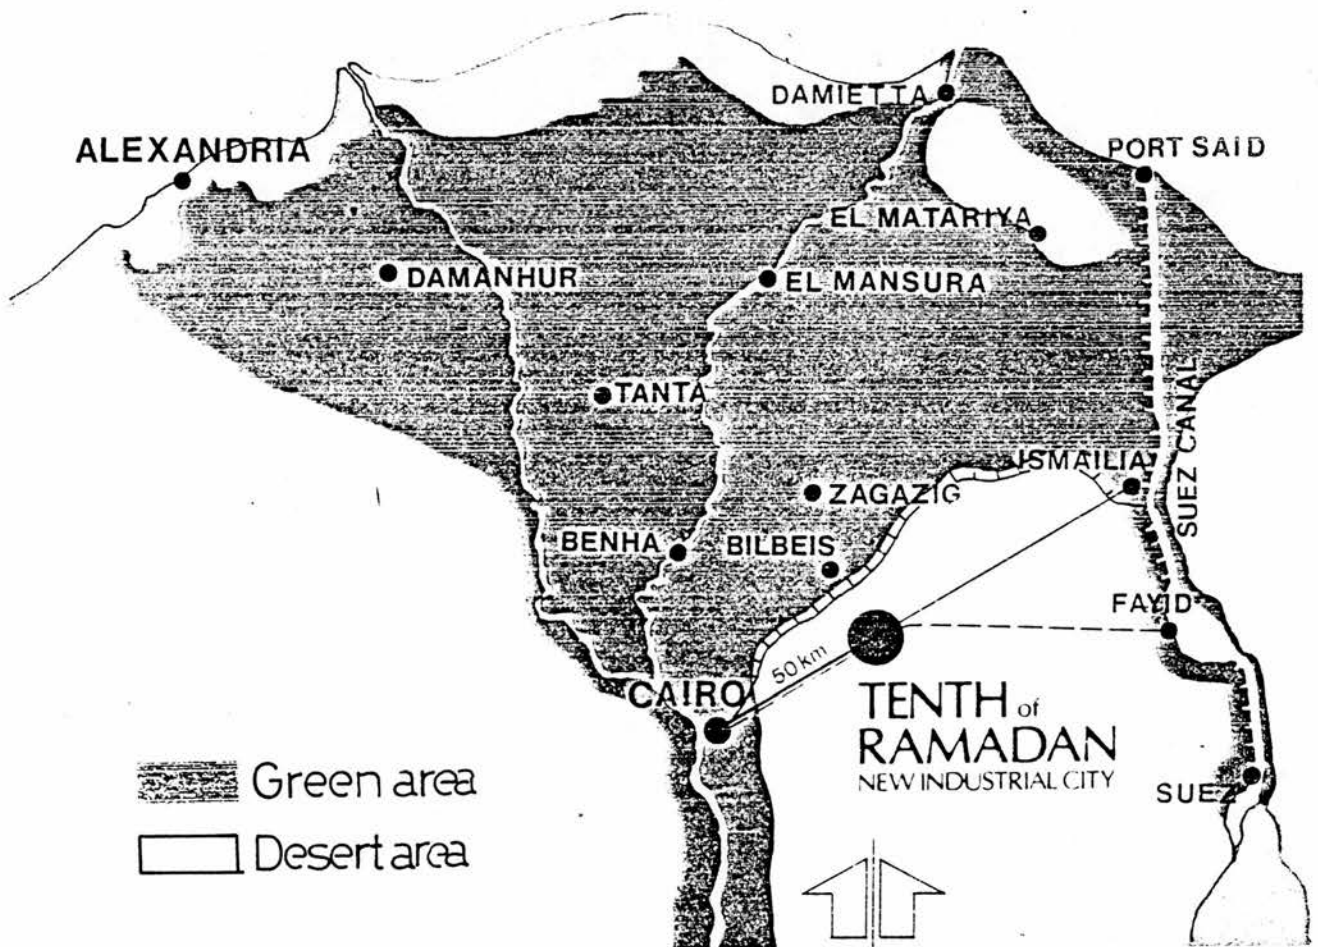 DAMIETTA
ALEXANDRIA
PORT SAID
EL MATARIYA
DAMANHUR
EL MANSURA
TANTA
SUEZ CANAL
ISMAILIA
ZAGAZIG
BENHA
BILBEIS
FAYID
50 km
CAIRO
TENTH of
RAMADAN
NEW INDUSTRIAL CITY
Green area
SUEZ
Desert area